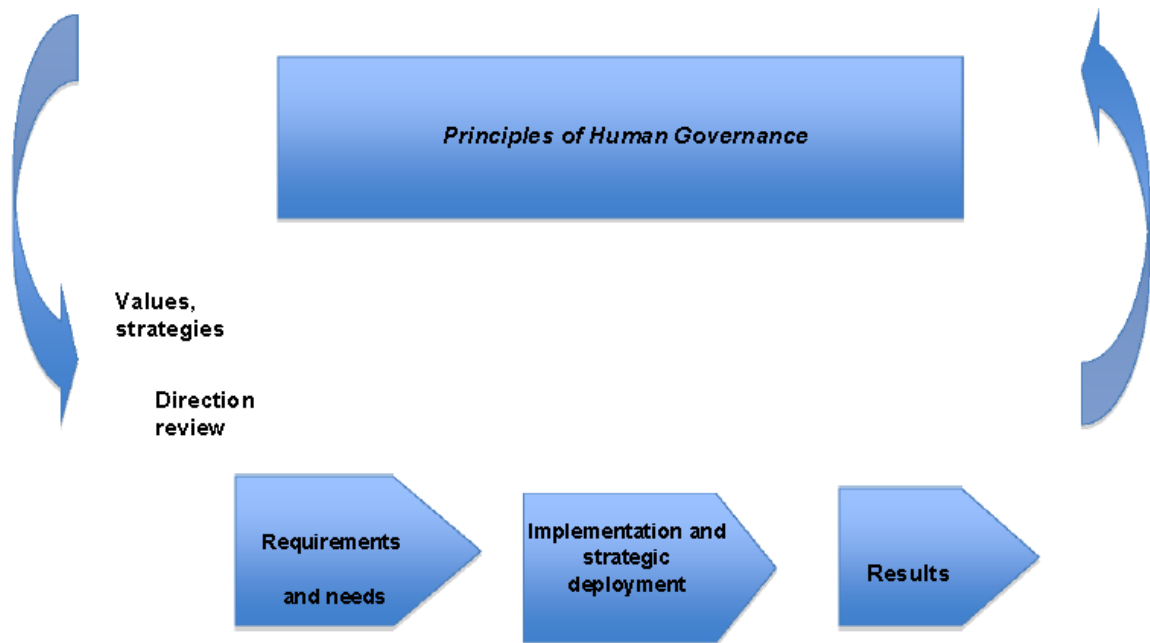 Principles of Human Governance
Values,
strategies
Direction
review
Requirements
and needs
Implementation and
strategic
deployment
Results